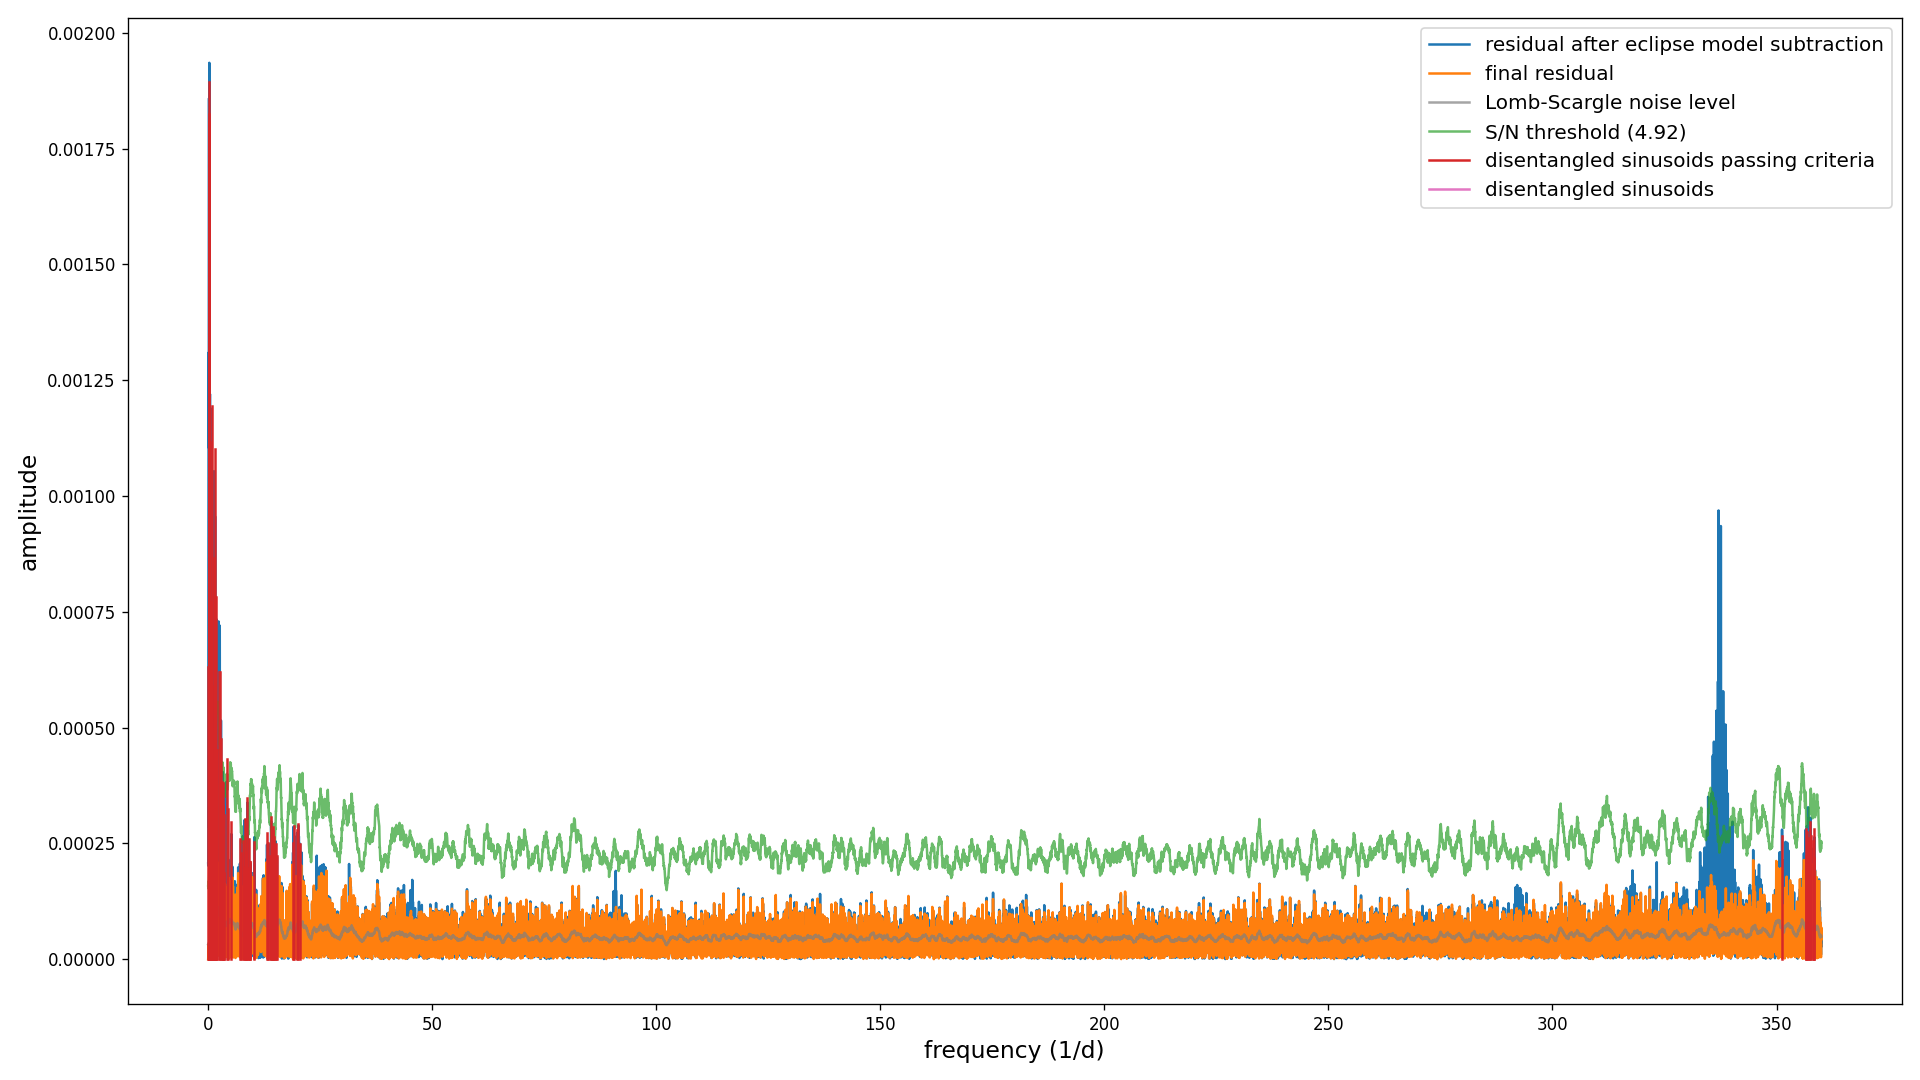 residual after eclipse model subtraction
final residual
Lomb-Scargle noise level
S/N threshold (4.92)
disentangled sinusoids passing criteria
disentangled sinusoids
0.00200
0.00175
0.00150
0.00125
0.00100
0.00075
0.00050
0.00025
0.00000
amplitude
0 50 100 150 200 250 300 350
frequency (1/d)